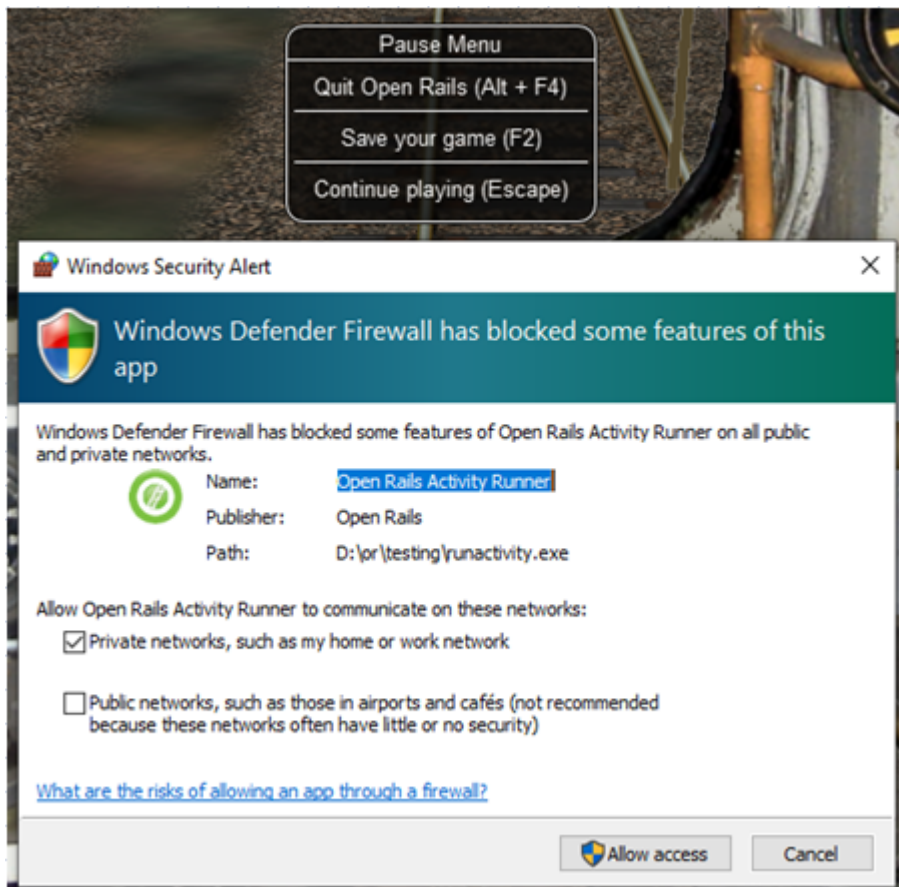 Pause Menu
Quit Open Rails (Alt + F4)
Save your game (F2)
Continue playing (Escape)
Windows Security Alert
Windows Defender Firewall has blocked some features of this
app
Windows Defender Firewall has blocked some features of Open Rails Activity Runner on all public
and private networks.
Name: Open Rails Activity Runner
Publisher: Open Rails
Path: D:\or\testing\runactivity.exe
Allow Open Rails Activity Runner to communicate on these networks:
Private networks, such as my home or work network
Public networks, such as those in airports and cafés (not recommended
because these networks often have little or no security)
What are the risks of allowing an app through a firewall?
Allow access Cancel